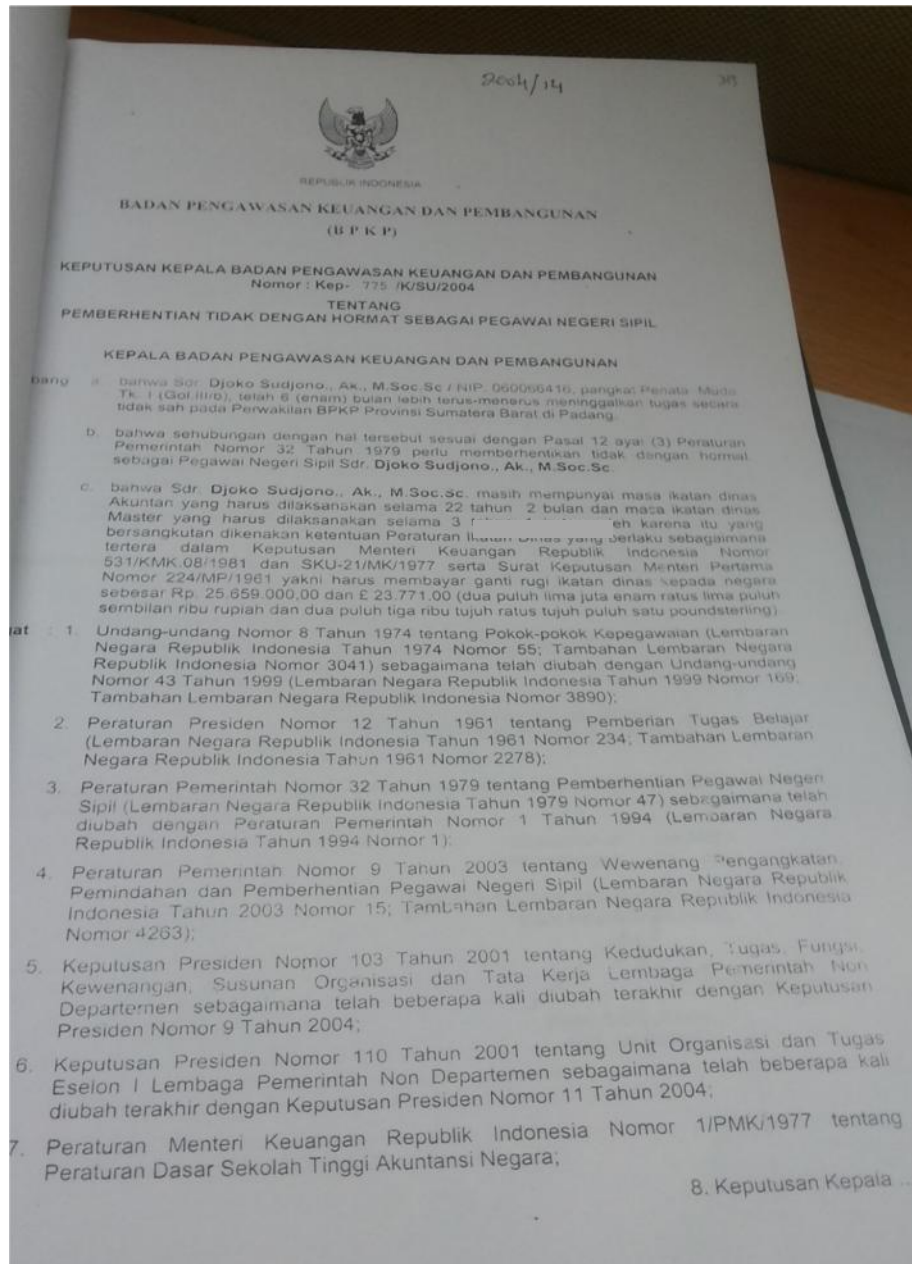 2004/14
REPUBLIK INDONESIA
BADAN PENGAWASAN KEUANGAN DAN PEMBANGUNAN
(B P K P)
KEPUTUSAN KEPALA BADAN PENGAWASAN KEUANGAN DAN PEMBANGUNAN
Nomor : Kep- 775 /K/SU/2004
TENTANG
PEMBERHENTIAN TIDAK DENGAN HORMAT SEBAGAI PEGAWAI NEGERI SIPIL
KEPALA BADAN PENGAWASAN KEUANGAN DAN PEMBANGUNAN
bang a. bahwa Sdr. Djoko Sudjono., Ak., M.Soc.Sc / NIP. 060066416, pangkat Penata Muda
Tk. I (Gol.III/b), telah 6 (enam) bulan lebih terus-menerus meninggalkan tugas secara
tidak sah pada Perwakilan BPKP Provinsi Sumatera Barat di Padang.
b. bahwa sehubungan dengan hal tersebut sesuai dengan Pasal 12 ayat (3) Peraturan
Pemerintah Nomor 32 Tahun 1979 perlu memberhentikan tidak dengan hormat
sebagai Pegawai Negeri Sipil Sdr. Djoko Sudjono., Ak., M.Soc.Sc.
c. bahwa Sdr. Djoko Sudjono., Ak., M.Soc.Sc. masih mempunyai masa ikatan dinas
Akuntan yang harus dilaksanakan selama 22 tahun 2 bulan dan masa ikatan dinas
Master yang harus dilaksanakan selama 3 eh karena itu yang
bersangkutan dikenakan ketentuan Peraturan Ikatan Dinas yang berlaku sebagaimana
tertera dalam Keputusan Menteri Keuangan Republik Indonesia Nomor
531/KMK.08/1981 dan SKU-21/MK/1977 serta Surat Keputusan Menteri Pertama
Nomor 224/MP/1961 yakni harus membayar ganti rugi ikatan dinas kepada negara
sebesar Rp. 25.659.000,00 dan £ 23.771.00 (dua puluh lima juta enam ratus lima puluh
sembilan ribu rupiah dan dua puluh tiga ribu tujuh ratus tujuh puluh satu poundsterling)
gat : 1. Undang-undang Nomor 8 Tahun 1974 tentang Pokok-pokok Kepegawaian (Lembaran
Negara Republik Indonesia Tahun 1974 Nomor 55; Tambahan Lembaran Negara
Republik Indonesia Nomor 3041) sebagaimana telah diubah dengan Undang-undang
Nomor 43 Tahun 1999 (Lembaran Negara Republik Indonesia Tahun 1999 Nomor 169,
Tambahan Lembaran Negara Republik Indonesia Nomor 3890);
2. Peraturan Presiden Nomor 12 Tahun 1961 tentang Pemberian Tugas Belajar
(Lembaran Negara Republik Indonesia Tahun 1961 Nomor 234; Tambahan Lembaran
Negara Republik Indonesia Tahun 1961 Nomor 2278);
3. Peraturan Pemerintah Nomor 32 Tahun 1979 tentang Pemberhentian Pegawai Negeri
Sipil (Lembaran Negara Republik Indonesia Tahun 1979 Nomor 47) sebagaimana telah
diubah dengan Peraturan Pemerintah Nomor 1 Tahun 1994 (Lembaran Negara
Republik Indonesia Tahun 1994 Nomor 1);
4. Peraturan Pemerintah Nomor 9 Tahun 2003 tentang Wewenang Pengangkatan,
Pemindahan dan Pemberhentian Pegawai Negeri Sipil (Lembaran Negara Republik
Indonesia Tahun 2003 Nomor 15; Tambahan Lembaran Negara Republik Indonesia
Nomor 4263);
5. Keputusan Presiden Nomor 103 Tahun 2001 tentang Kedudukan, Tugas, Fungsi,
Kewenangan, Susunan Organisasi dan Tata Kerja Lembaga Pemerintah Non
Departemen sebagaimana telah beberapa kali diubah terakhir dengan Keputusan
Presiden Nomor 9 Tahun 2004;
6. Keputusan Presiden Nomor 110 Tahun 2001 tentang Unit Organisasi dan Tugas
Eselon I Lembaga Pemerintah Non Departemen sebagaimana telah beberapa kali
diubah terakhir dengan Keputusan Presiden Nomor 11 Tahun 2004;
7. Peraturan Menteri Keuangan Republik Indonesia Nomor 1/PMK/1977 tentang
Peraturan Dasar Sekolah Tinggi Akuntansi Negara;
8. Keputusan Kepala ...